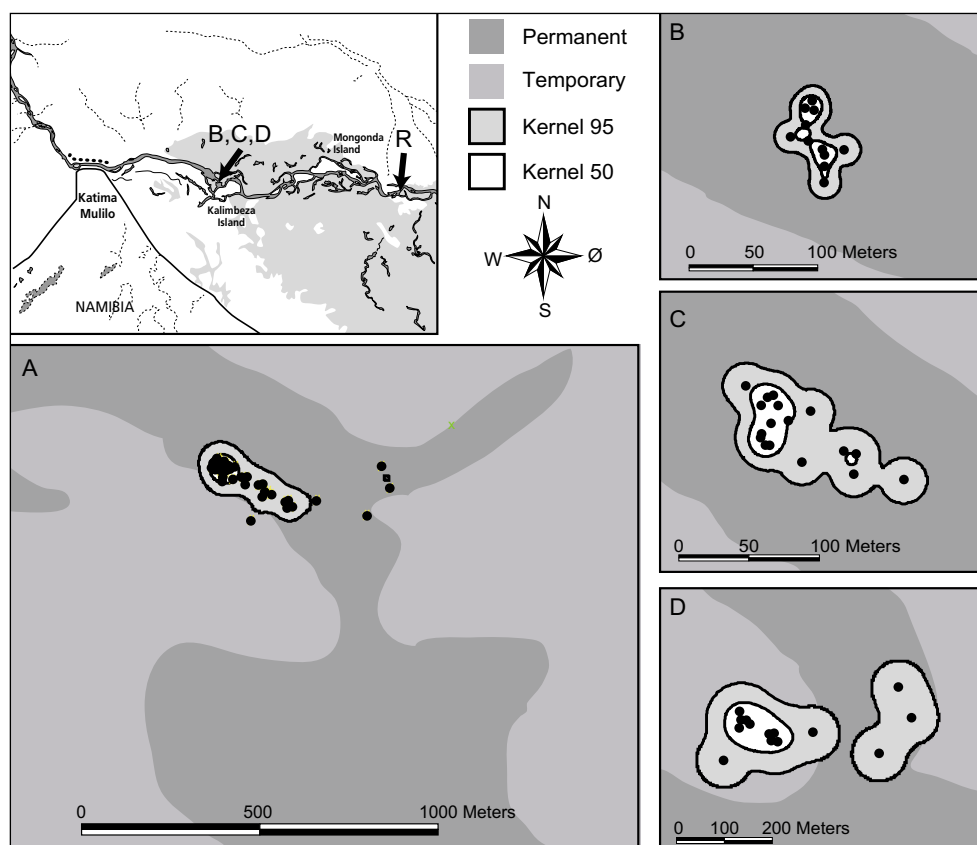 B,C,D
Mongonda
Island
R
Katima
Mulilo
Kalimbeza
Island
NAMIBIA
Permanent
Temporary
Kernel 95
Kernel 50
N
W
Ø
S
B
0 50 100 Meters
C
0 50 100 Meters
A
0 500 1000 Meters
D
0 100 200 Meters